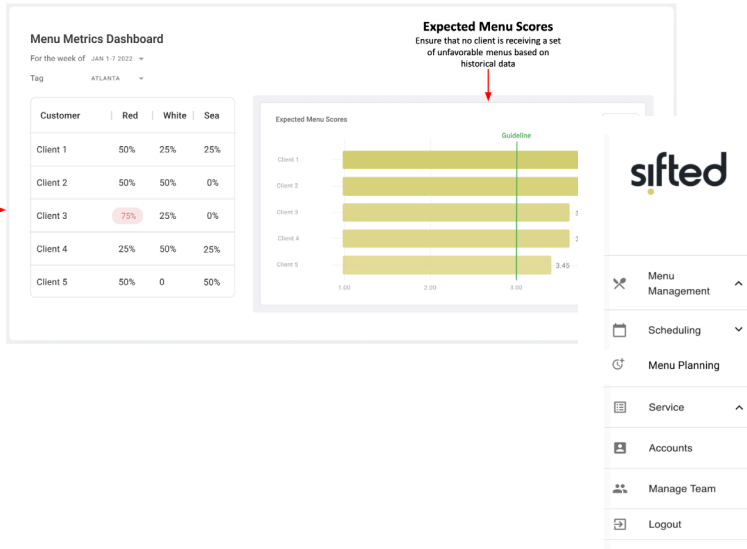 Expected Menu Scores
Ensure that no client is receiving a set
of unfavorable menus based on
historical data
Menu Metrics Dashboard
For the week of JAN 1-7 2022
Tag ATLANTA
Customer Red White Sea
Client 1 50% 25% 25%
Client 2 50% 50% 0%
Client 3 75% 25% 0%
Client 4 25% 50% 25%
Client 5 50% 0 50%
Expected Menu Scores
Guideline
Client 1
Client 2
Client 3
Client 4
Client 5 3.45
1.00 2.00 3.00
sifted
Menu
Management
Scheduling
Menu Planning
Service
Accounts
Manage Team
Logout